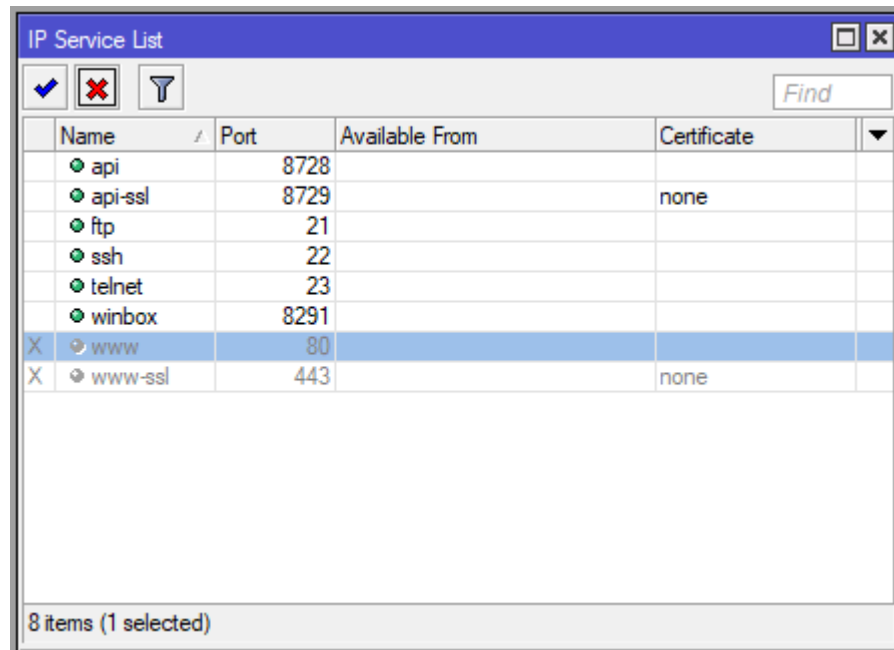 IP Service List
Find
Name Port Available From Certificate
api 8728
api-ssl 8729 none
ftp 21
ssh 22
telnet 23
winbox 8291
X www 80
X www-ssl 443 none
8 items (1 selected)